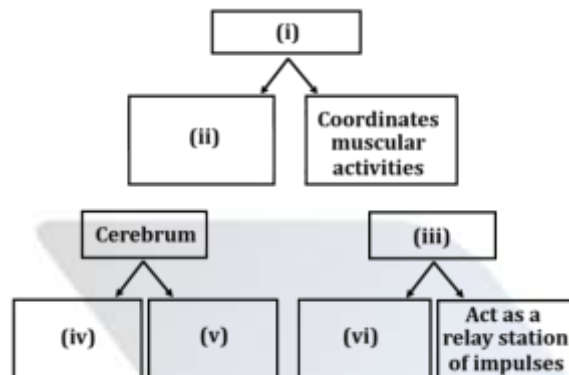 (i)
(ii)
Coordinates
muscular
activities
Cerebrum
(iii)
(iv)
(v)
(vi)
Act as a
relay station
of impulses